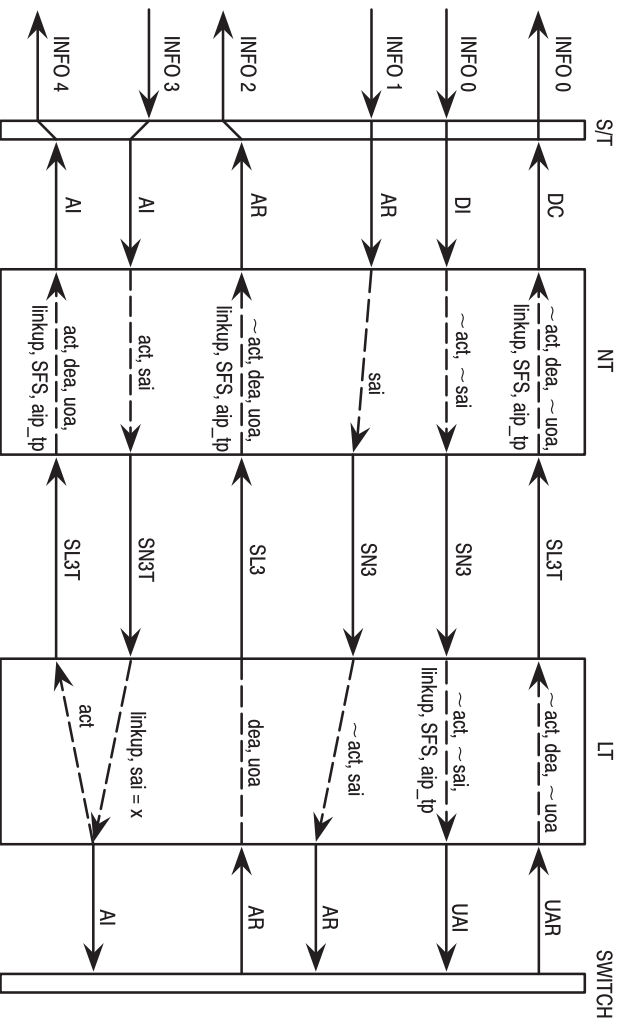 S/T
NT
LT
SWITCH
INFO 0
DC
~ act, dea, ~ uoa,
linkup, SFS, aip_tp
SL3T
~ act, dea, ~ uoa
UAR
INFO 0
DI
~ act, ~ sai
SN3
~ act, ~ sai,
linkup, SFS, aip_tp
UAI
INFO 1
AR
sai
SN3
~ act, sai
AR
INFO 2
AR
~ act, dea, uoa,
linkup, SFS, aip_tp
SL3
dea, uoa
AR
INFO 3
AI
act, sai
SN3T
linkup, sai = x
AI
INFO 4
AI
act, dea, uoa,
linkup, SFS, aip_tp
SL3T
act